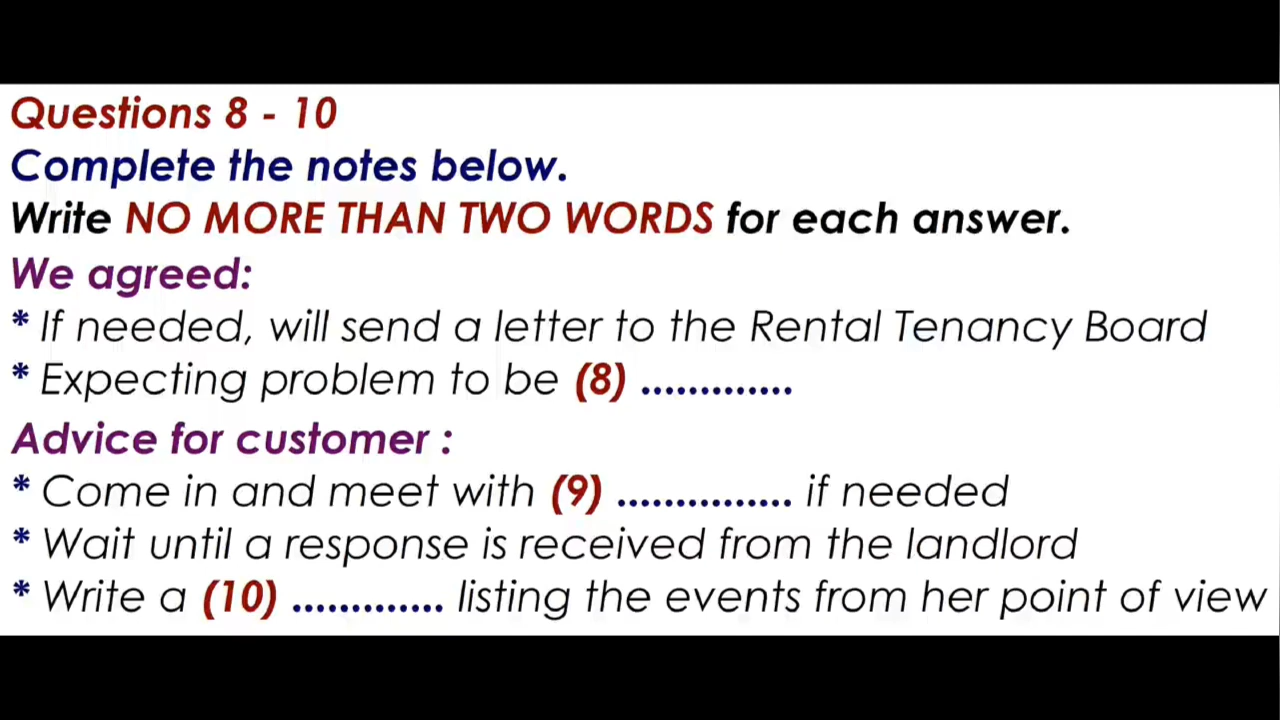 Questions 8 - 10
Complete the notes below.
Write NO MORE THAN TWO WORDS for each answer.
We agreed:
* If needed, will send a letter to the Rental Tenancy Board
* Expecting problem to be (8) .............
Advice for customer :
* Come in and meet with (9) ............... if needed
* Wait until a response is received from the landlord
* Write a (10) ............. listing the events from her point of view